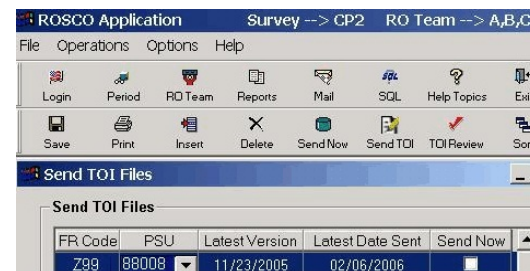 ROSCO Application Survey --> CP2 RO Team --> A,B,C
File Operations Options Help
Login Period RO Team Reports Mail SQL Help Topics Exi
Save Print Insert Delete Send Now Send TOI TOI Review Sor
Send TOI Files
Send TOI Files
FR Code PSU Latest Version Latest Date Sent Send Now
Z99 88008 11/23/2005 02/06/2006